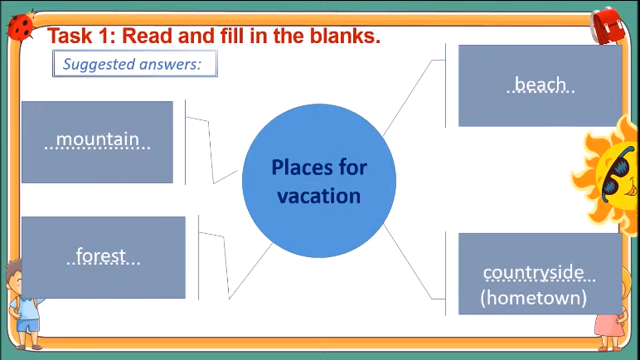 Task 1: Read and fill in the blanks.
Suggested answers:
beach
mountain
Places for
vacation
forest
countryside
(hometown)